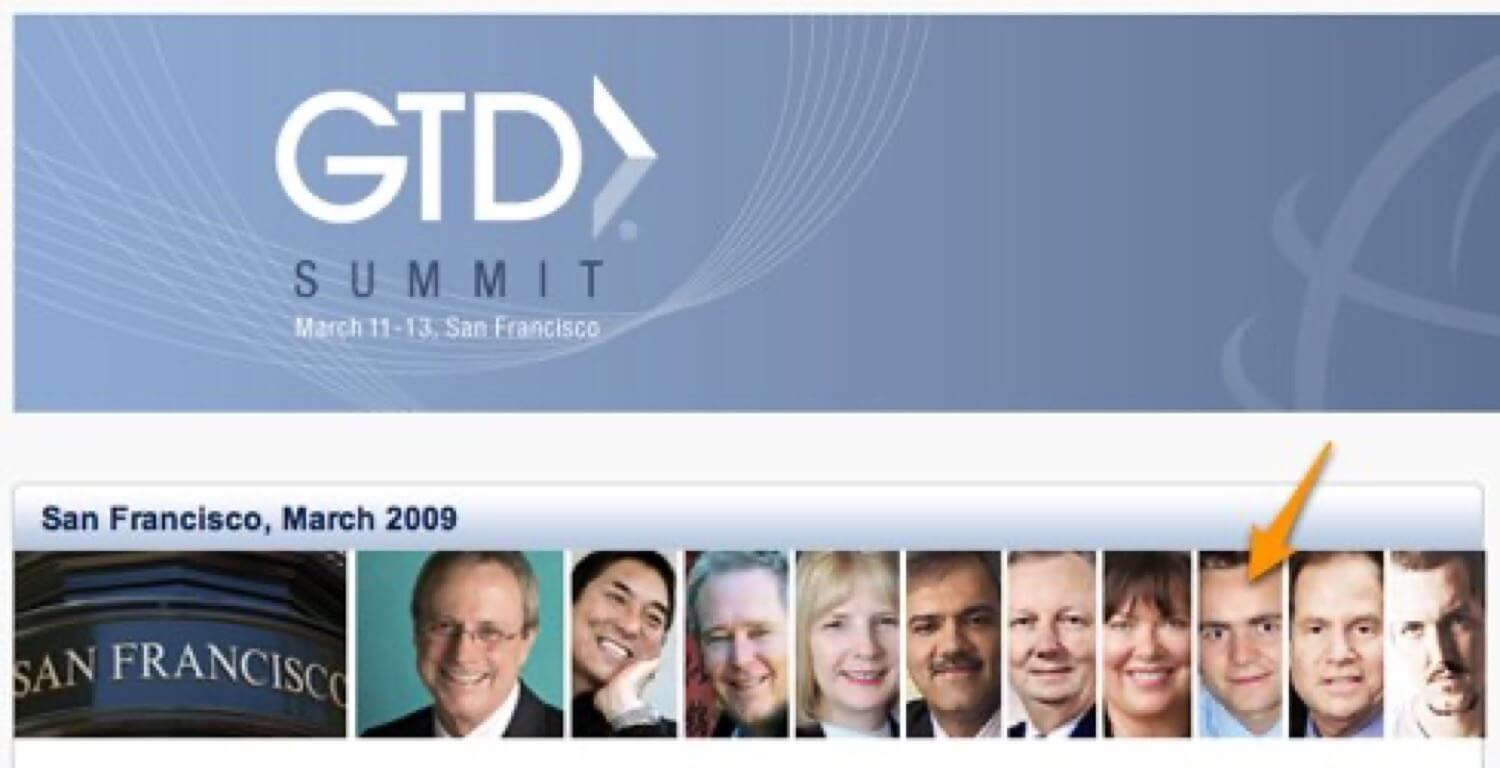 GTD
SUMMIT
March 11-13, San Francisco
San Francisco, March 2009
SAN FRANCISCO